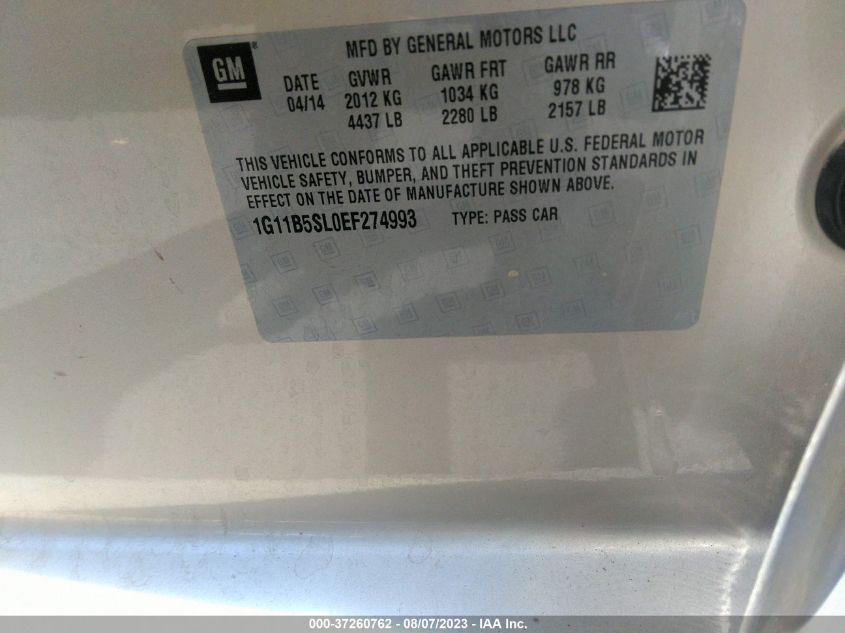 GM
MFD BY GENERAL MOTORS LLC
DATE GVWR GAWR FRT GAWR RR
04/14 2012 KG 1034 KG 978 KG
4437 LB 2280 LB 2157 LB
THIS VEHICLE CONFORMS TO ALL APPLICABLE U.S. FEDERAL MOTOR
VEHICLE SAFETY, BUMPER, AND THEFT PREVENTION STANDARDS IN
EFFECT ON THE DATE OF MANUFACTURE SHOWN ABOVE.
1G11B5SL0EF274993 TYPE: PASS CAR
000-37260762 - 08/07/2023 - IAA Inc.